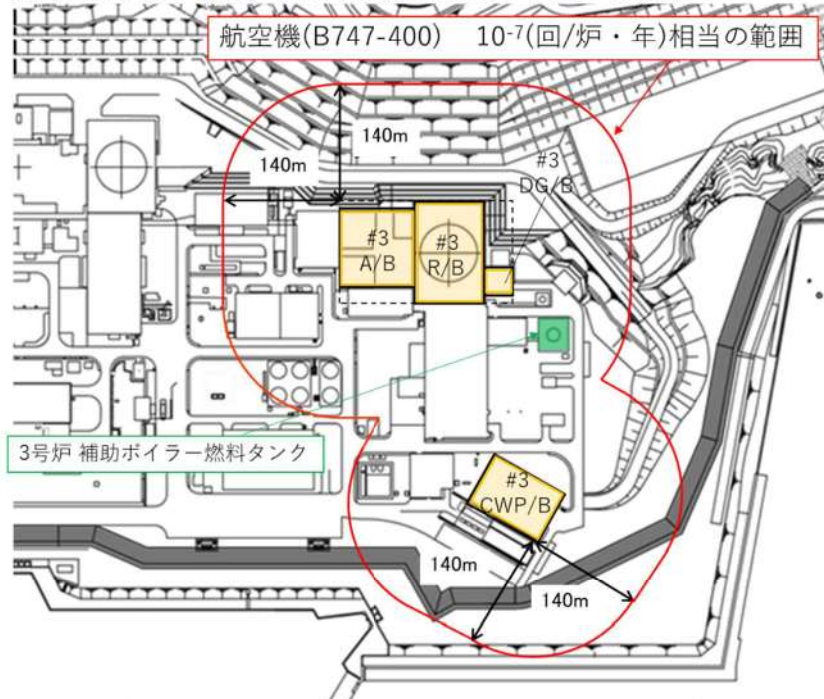 航空機(B747-400) 10⁻⁷(回/炉・年)相当の範囲
140m
140m
#3
DG/B
#3
A/B
#3
R/B
3号炉 補助ボイラー燃料タンク
#3
CWP/B
140m
140m